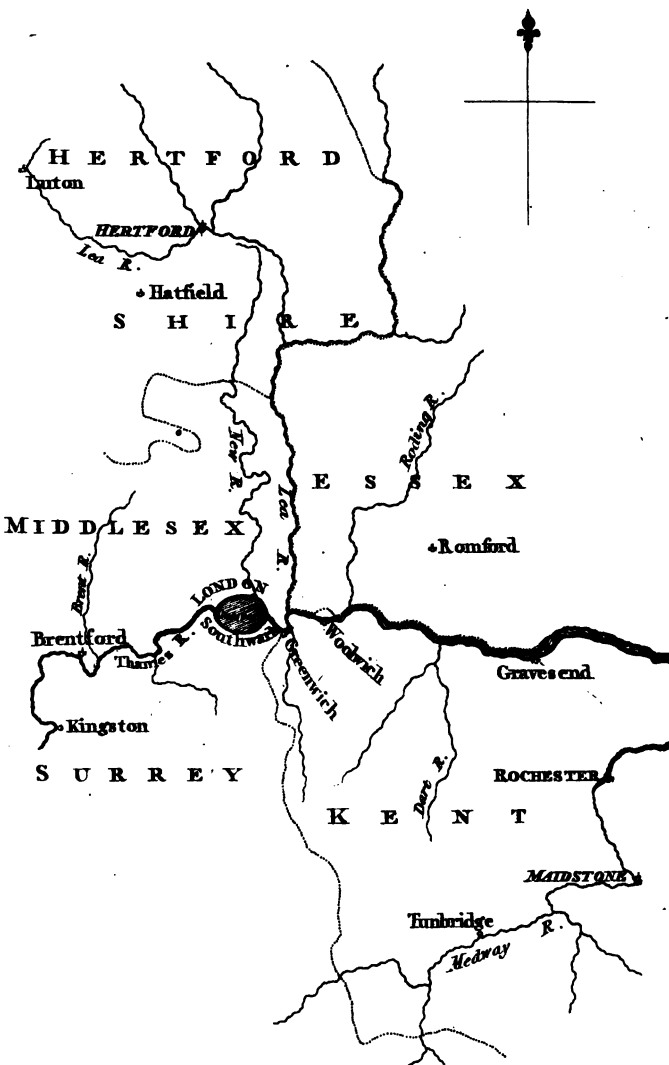 HERTFORD
Luton
HERTFORD
Lea R.
Hatfield
SHIRE
Roding R.
New R.
ESSEX
Lea R.
MIDDLESEX
Romford
Brent R.
LONDON
Southwark
Brentford
Thames R.
Greenwich
Woolwich
Gravesend
Kingston
SURREY
ROCHESTER
Dart R.
KENT
MAIDSTONE
Tunbridge
Medway R.